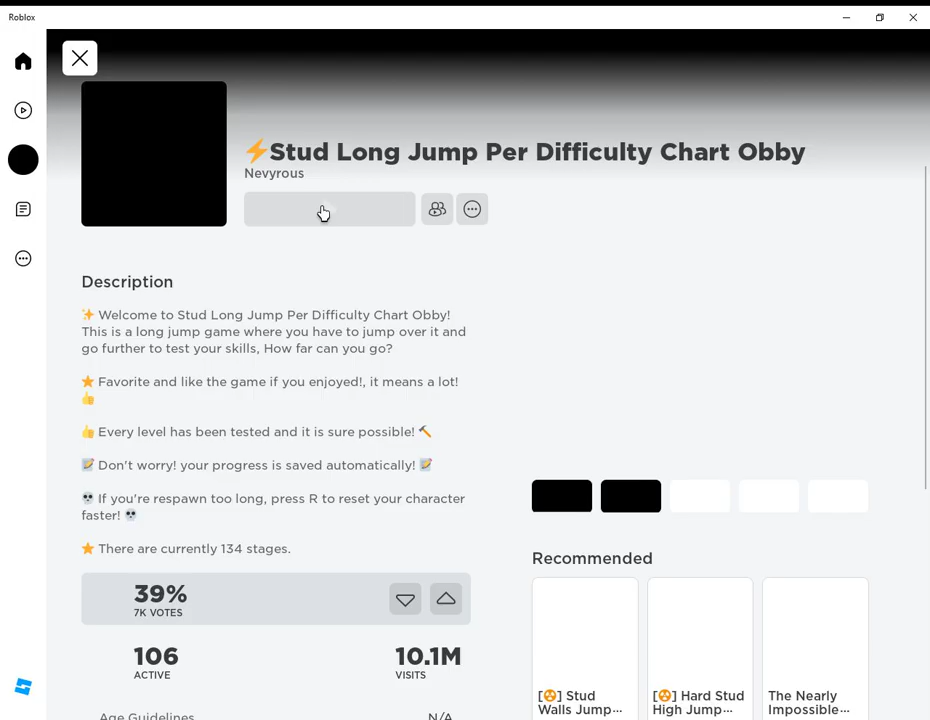 Roblox
⚡Stud Long Jump Per Difficulty Chart Obby
Nevyrous
Description
✨ Welcome to Stud Long Jump Per Difficulty Chart Obby!
This is a long jump game where you have to jump over it and
go further to test your skills, How far can you go?
⭐ Favorite and like the game if you enjoyed!, it means a lot!
👍
👍 Every level has been tested and it is sure possible! 🔨
📝 Don't worry! your progress is saved automatically! 📝
💀 If you're respawn too long, press R to reset your character
faster! 💀
⭐ There are currently 134 stages.
39%
7K VOTES
106
ACTIVE
10.1M
VISITS
Age Guidelines
N/A
Recommended
[☢️] Stud
Walls Jump...
[☢️] Hard Stud
High Jump...
The Nearly
Impossible...